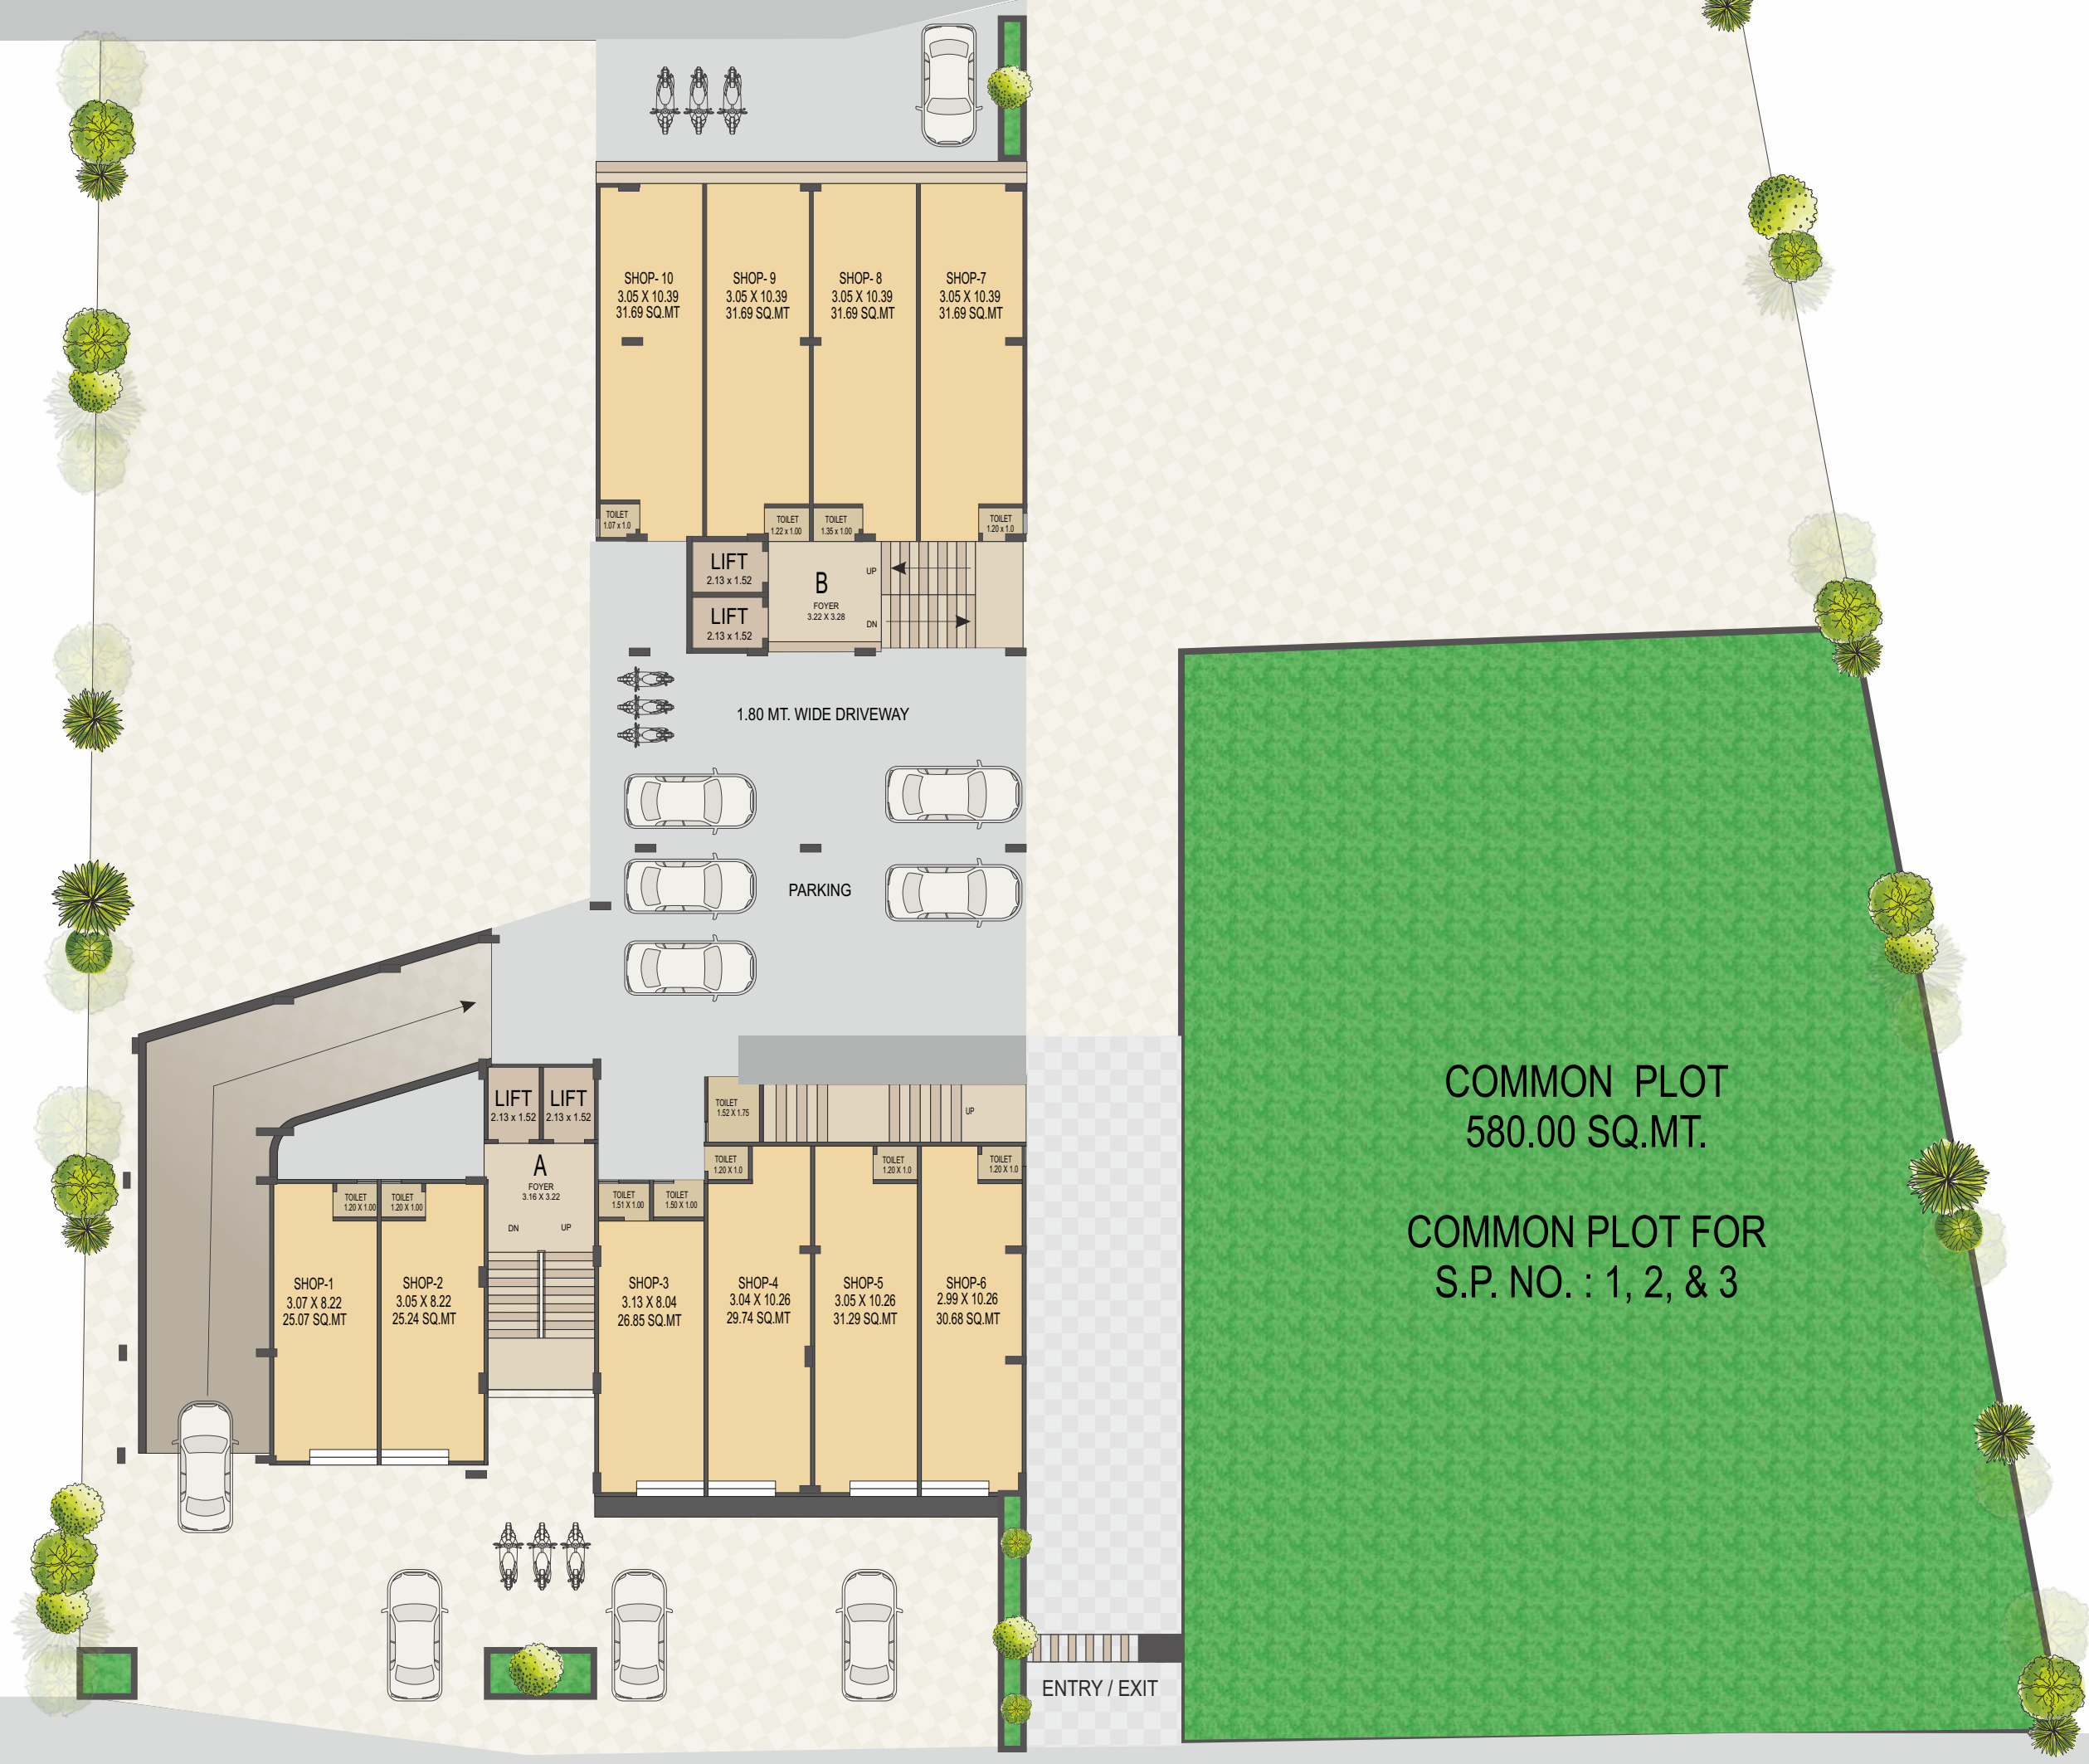 SHOP- 10
3.05 X 10.39
31.69 SQ.MT
SHOP- 9
3.05 X 10.39
31.69 SQ.MT
SHOP- 8
3.05 X 10.39
31.69 SQ.MT
SHOP-7
3.05 X 10.39
31.69 SQ.MT
TOILET
1.07 x 1.0
TOILET
1.22 x 1.00
TOILET
1.35 x 1.00
TOILET
1.20 x 1.0
LIFT
2.13 x 1.52
LIFT
2.13 x 1.52
B
FOYER
3.22 X 3.28
UP
DN
1.80 MT. WIDE DRIVEWAY
PARKING
LIFT
2.13 x 1.52
LIFT
2.13 x 1.52
A
FOYER
3.16 X 3.22
DN
UP
TOILET
1.52 X 1.75
UP
TOILET
1.20 X 1.00
TOILET
1.20 X 1.00
TOILET
1.51 X 1.00
TOILET
1.50 X 1.00
TOILET
1.20 X 1.0
TOILET
1.20 X 1.0
TOILET
1.20 X 1.0
SHOP-1
3.07 X 8.22
25.07 SQ.MT
SHOP-2
3.05 X 8.22
25.24 SQ.MT
SHOP-3
3.13 X 8.04
26.85 SQ.MT
SHOP-4
3.04 X 10.26
29.74 SQ.MT
SHOP-5
3.05 X 10.26
31.29 SQ.MT
SHOP-6
2.99 X 10.26
30.68 SQ.MT
COMMON PLOT
580.00 SQ.MT.
COMMON PLOT FOR
S.P. NO. : 1, 2, & 3
ENTRY / EXIT